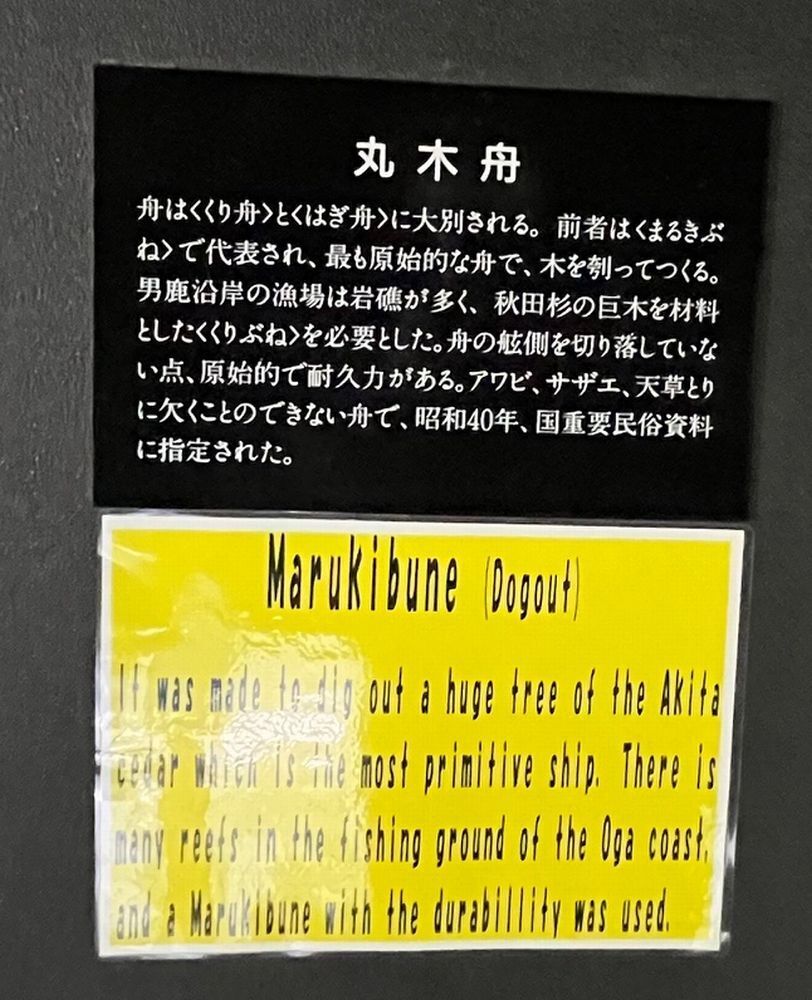 丸木舟
舟は〈くり舟〉と〈はぎ舟〉に大別される。前者は〈まるきぶ
ね〉で代表され、最も原始的な舟で、木を刳ってつくる。
男鹿沿岸の漁場は岩礁が多く、秋田杉の巨木を材料
とした〈くりぶね〉を必要とした。舟の舷側を切り落していな
い点、原始的で耐久力がある。アワビ、サザエ、天草とり
に欠くことのできない舟で、昭和40年、国重要民俗資料
に指定された。
Marukibune (Dogout)
It was made to dig out a huge tree of the Akita
cedar which is the most primitive ship. There is
many reefs in the fishing ground of the Oga coast,
and a Marukibune with the durabillity was used.